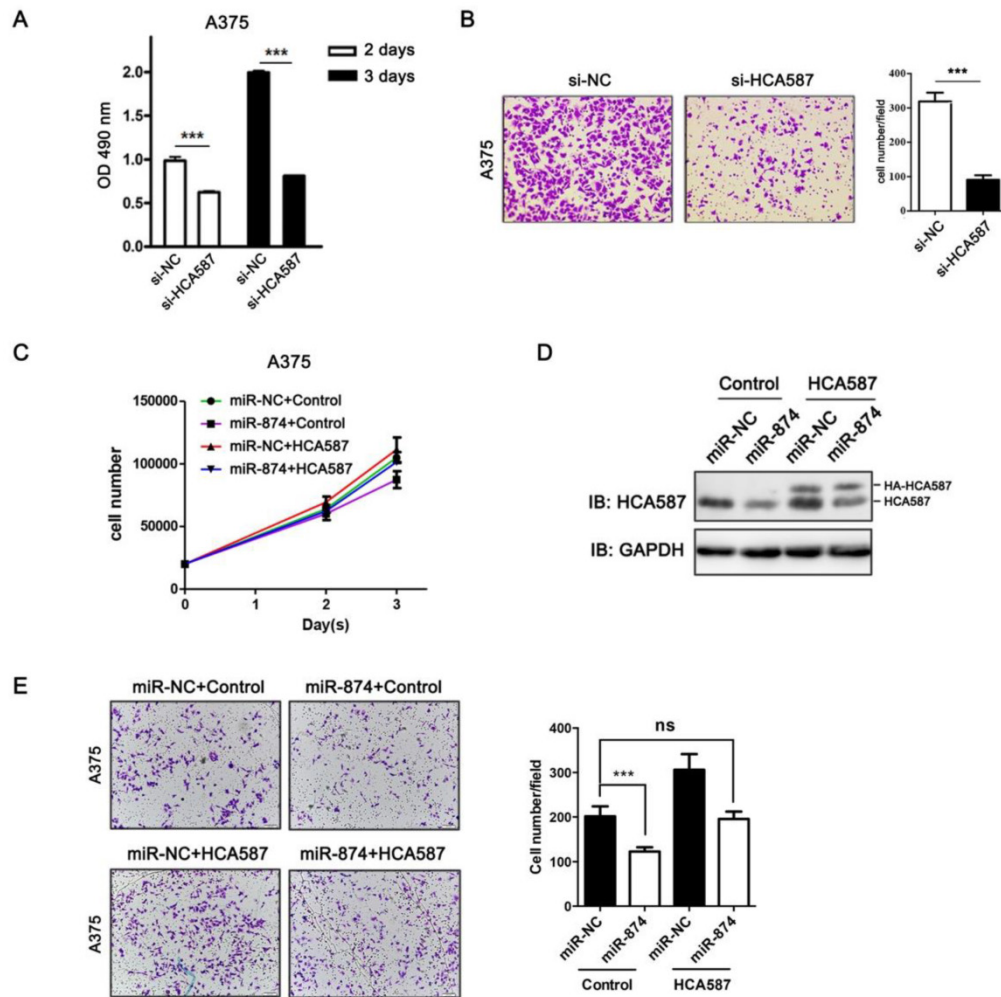 A
A375
2 days
3 days
***
***
OD 490 nm
2.0
1.5
1.0
0.5
0.0
si-NC
si-HCA587
si-NC
si-HCA587
B
si-NC
si-HCA587
A375
***
cell number/field
400
300
200
100
0
si-NC
si-HCA587
C
A375
miR-NC+Control
miR-874+Control
miR-NC+HCA587
miR-874+HCA587
cell number
150000
100000
50000
0
0 1 2 3
Day(s)
D
Control HCA587
miR-NC miR-874 miR-NC miR-874
IB: HCA587
HA-HCA587
HCA587
IB: GAPDH
E
miR-NC+Control miR-874+Control
A375
miR-NC+HCA587 miR-874+HCA587
A375
ns
***
Cell number/field
400
300
200
100
0
miR-NC miR-874 miR-NC miR-874
Control HCA587